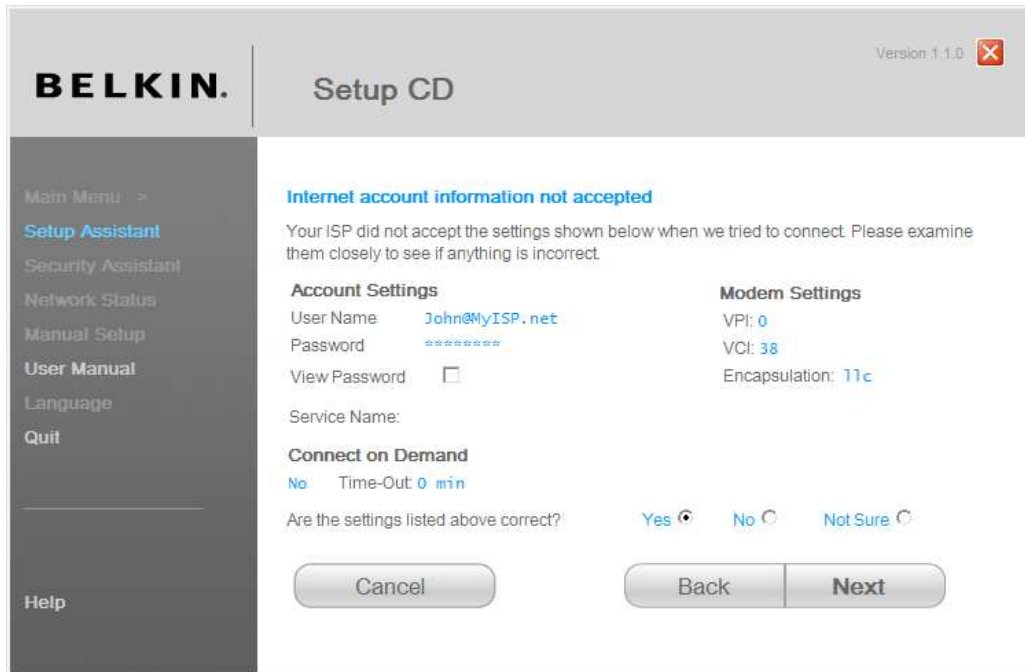 Version 1.1.0
BELKIN.
Setup CD
Main Menu >
Setup Assistant
Security Assistant
Network Status
Manual Setup
User Manual
Language
Quit
Help
Internet account information not accepted
Your ISP did not accept the settings shown below when we tried to connect. Please examine
them closely to see if anything is incorrect.
Account Settings
User Name John@MyISP.net
Password ********
View Password
Service Name:
Modem Settings
VPI: 0
VCI: 38
Encapsulation: llc
Connect on Demand
No Time-Out: 0 min
Are the settings listed above correct? Yes No Not Sure
Cancel Back Next